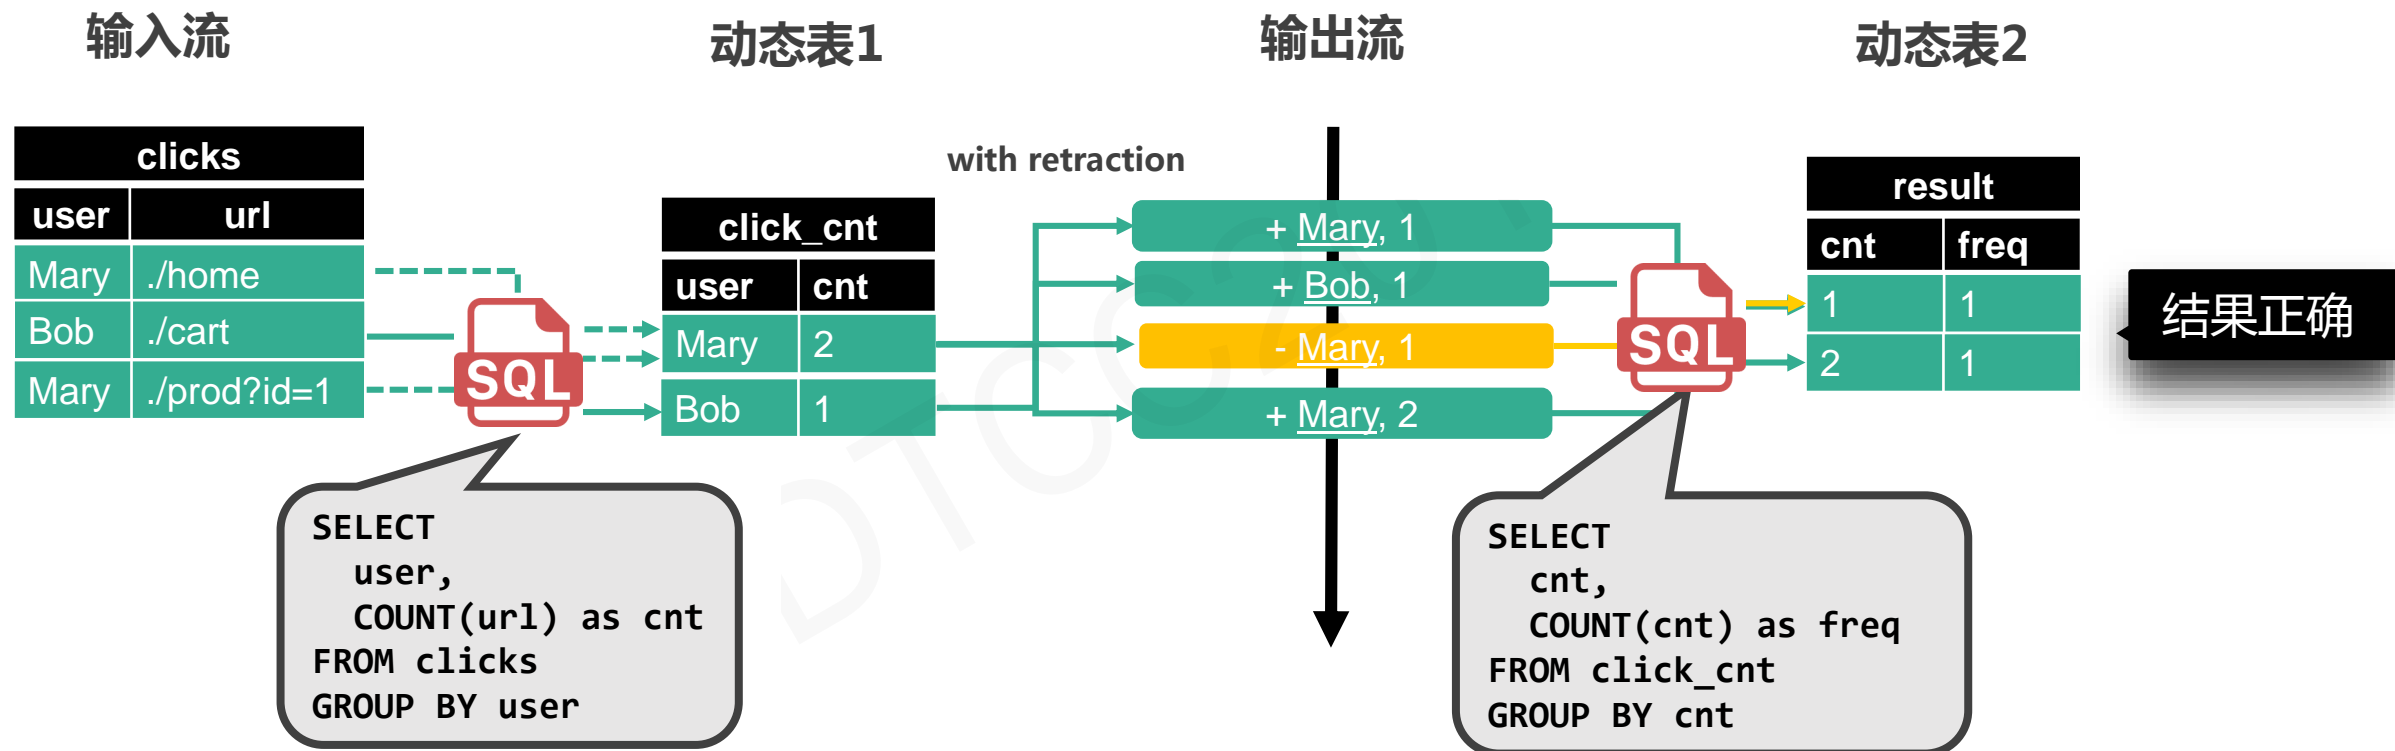 输入流
动态表1
输出流
动态表2
clicks
user url
Mary ./home
Bob ./cart
Mary ./prod?id=1
SQL
click_cnt
user cnt
Mary 2
Bob 1
with retraction
+ Mary, 1
+ Bob, 1
- Mary, 1
+ Mary, 2
SQL
result
cnt freq
1 1
2 1
结果正确
SELECT
user,
COUNT(url) as cnt
FROM clicks
GROUP BY user
SELECT
cnt,
COUNT(cnt) as freq
FROM click_cnt
GROUP BY cnt